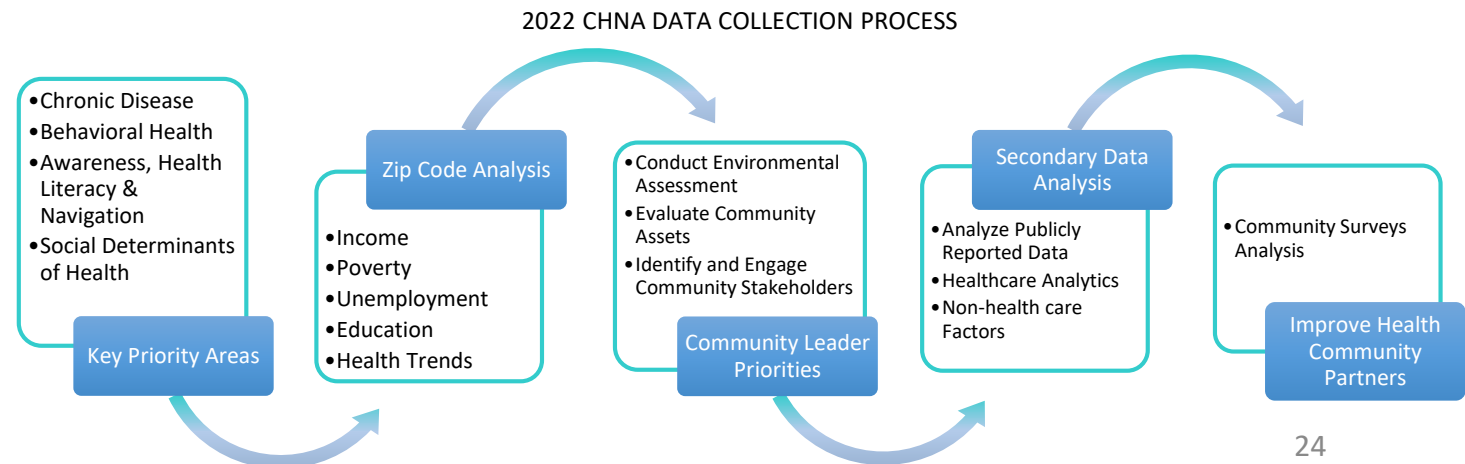 2022 CHNA DATA COLLECTION PROCESS
•Chronic Disease
•Behavioral Health
•Awareness, Health
Literacy &
Navigation
•Social Determinants
of Health
Key Priority Areas
Zip Code Analysis
•Income
•Poverty
•Unemployment
•Education
•Health Trends
•Conduct Environmental
Assessment
•Evaluate Community
Assets
•Identify and Engage
Community Stakeholders
Community Leader
Priorities
Secondary Data
Analysis
•Analyze Publicly
Reported Data
•Healthcare Analytics
•Non-health care
Factors
•Community Surveys
Analysis
Improve Health
Community
Partners
24